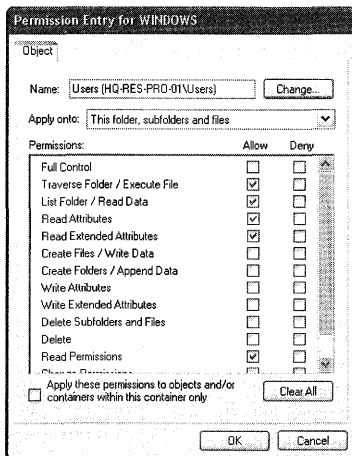 Permission Entry for WINDOWS
Object
Name: Users (HQ-RES-PRO-01\Users) Change...
Apply onto: This folder, subfolders and files
Permissions: Allow Deny
Full Control
Traverse Folder / Execute File
List Folder / Read Data
Read Attributes
Read Extended Attributes
Create Files / Write Data
Create Folders / Append Data
Write Attributes
Write Extended Attributes
Delete Subfolders and Files
Delete
Read Permissions
Apply these permissions to objects and/or
containers within this container only Clear All
OK Cancel